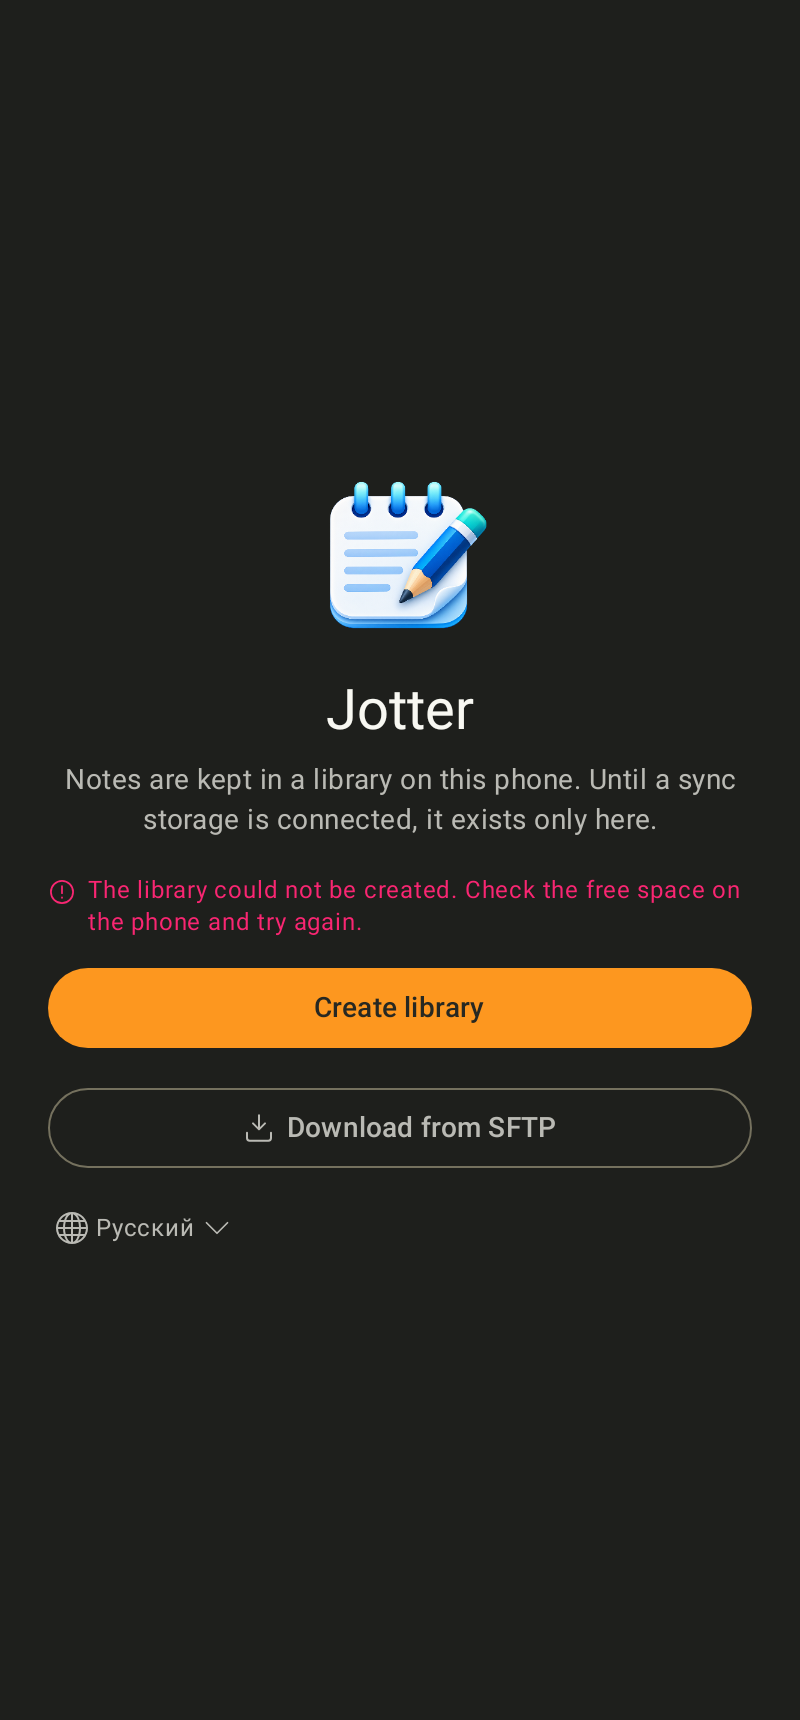 Jotter
Notes are kept in a library on this phone. Until a sync
storage is connected, it exists only here.
The library could not be created. Check the free space on
the phone and try again.
Create library
Download from SFTP
Русский